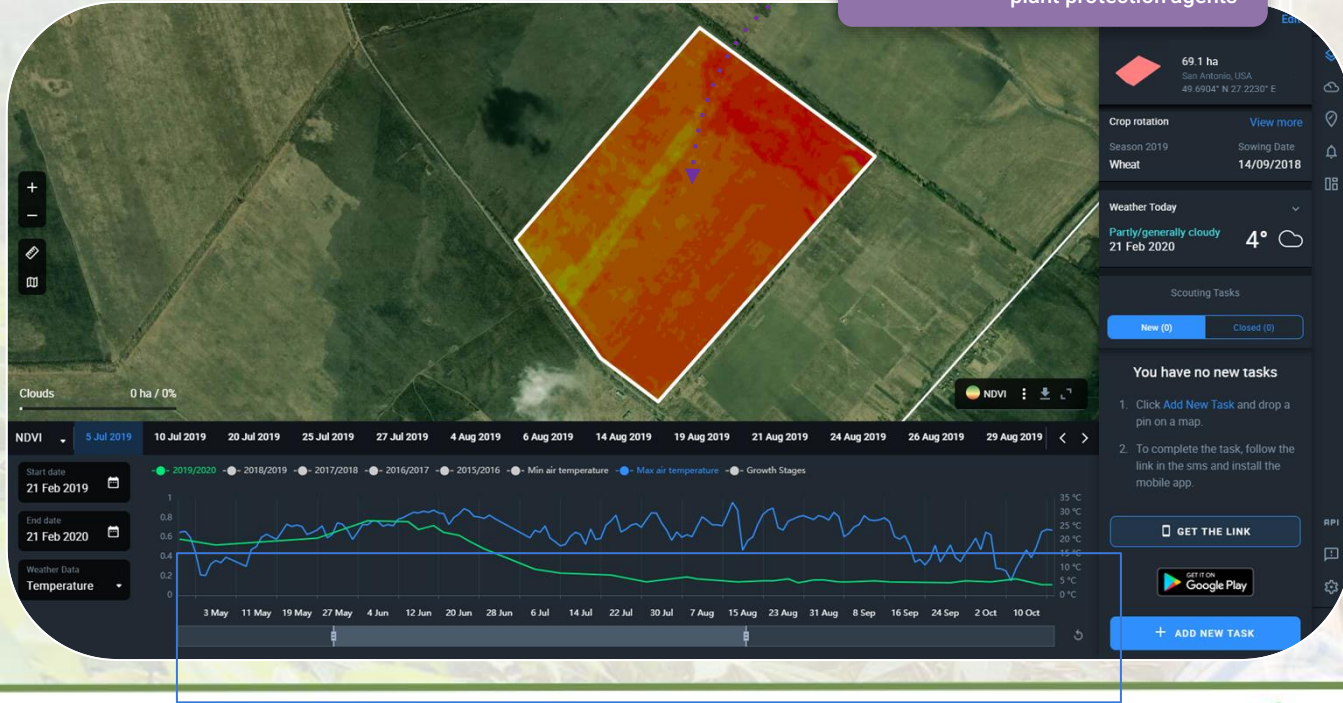 plant protection agents
69.1 ha
San Antonio, USA
49.6904° N 27.2230° E
Crop rotation View more
Season 2019 Sowing Date
Wheat 14/09/2018
Weather Today
Partly/generally cloudy
21 Feb 2020
4°
Scouting Tasks
New (0) Closed (0)
You have no new tasks
1. Click Add New Task and drop a
pin on a map.
2. To complete the task, follow the
link in the sms and install the
mobile app.
GET THE LINK
GET IT ON
Google Play
+ ADD NEW TASK
API
+
−
Clouds 0 ha / 0%
NDVI
NDVI 5 Jul 2019 10 Jul 2019 20 Jul 2019 25 Jul 2019 27 Jul 2019 4 Aug 2019 6 Aug 2019 14 Aug 2019 19 Aug 2019 21 Aug 2019 24 Aug 2019 26 Aug 2019 29 Aug 2019
Start date
21 Feb 2019
End date
21 Feb 2020
Weather Data
Temperature
2019/2020 2018/2019 2017/2018 2016/2017 2015/2016 Min air temperature Max air temperature Growth Stages
1 35 °C
0.8 30 °C
25 °C
0.6 20 °C
0.4 15 °C
10 °C
0.2 5 °C
0 0 °C
3 May 11 May 19 May 27 May 4 Jun 12 Jun 20 Jun 28 Jun 6 Jul 14 Jul 22 Jul 30 Jul 7 Aug 15 Aug 23 Aug 31 Aug 8 Sep 16 Sep 24 Sep 2 Oct 10 Oct